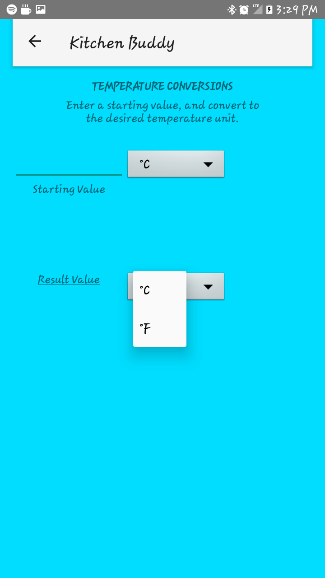 3:29 PM
Kitchen Buddy
TEMPERATURE CONVERSIONS
Enter a starting value, and convert to
the desired temperature unit.
°C
Starting Value
Result Value
°C
°F